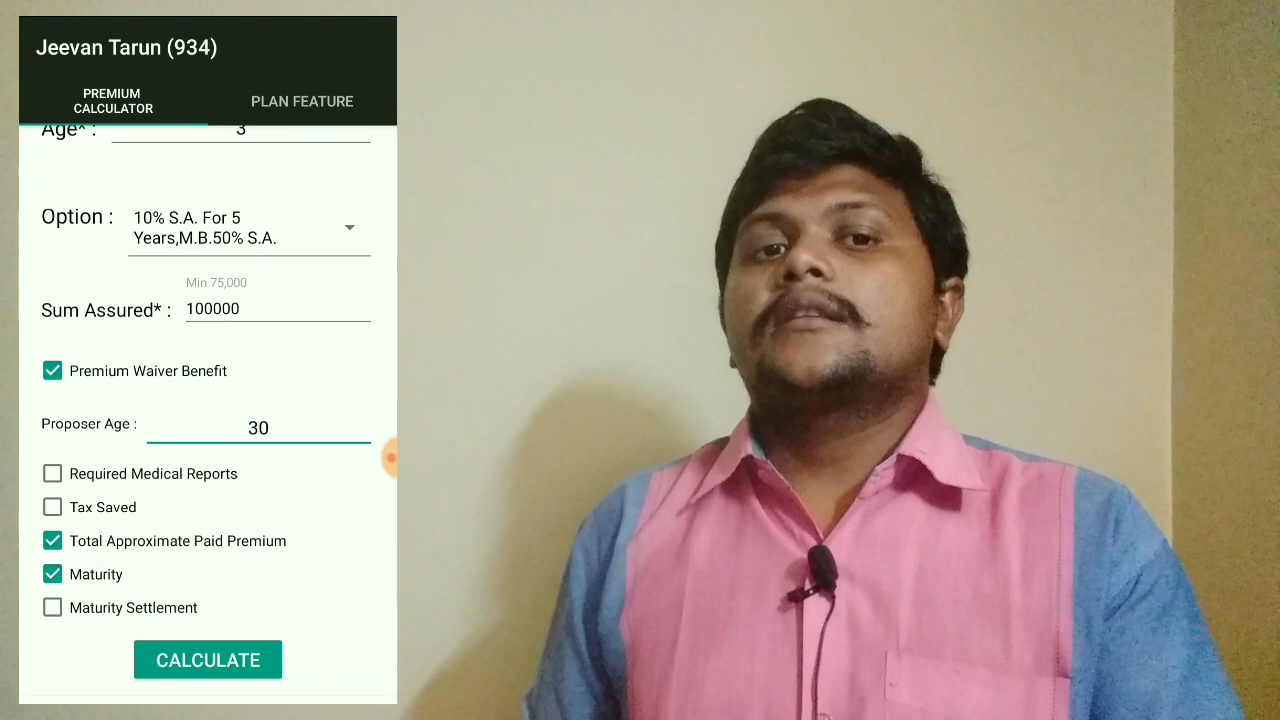 Jeevan Tarun (934)
PREMIUM
CALCULATOR
PLAN FEATURE
Age* : 3
Option : 10% S.A. For 5
Years,M.B.50% S.A.
Min 75,000
Sum Assured* : 100000
Premium Waiver Benefit
Proposer Age : 30
Required Medical Reports
Tax Saved
Total Approximate Paid Premium
Maturity
Maturity Settlement
CALCULATE